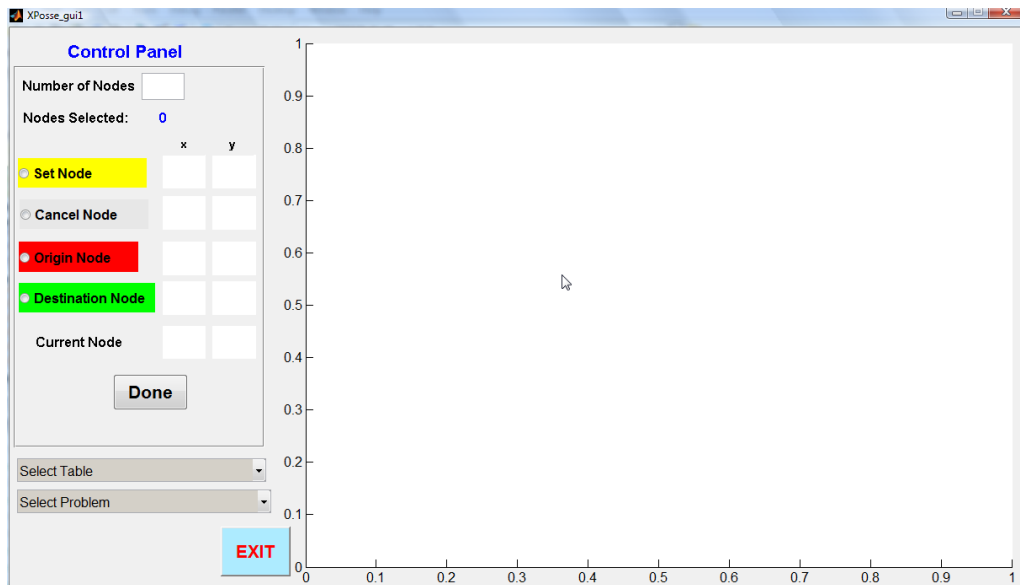 XPosse_gui1
Control Panel
Number of Nodes
Nodes Selected: 0
x y
Set Node
Cancel Node
Origin Node
Destination Node
Current Node
Done
Select Table
Select Problem
EXIT
1
0.9
0.8
0.7
0.6
0.5
0.4
0.3
0.2
0.1
0
0 0.1 0.2 0.3 0.4 0.5 0.6 0.7 0.8 0.9 1